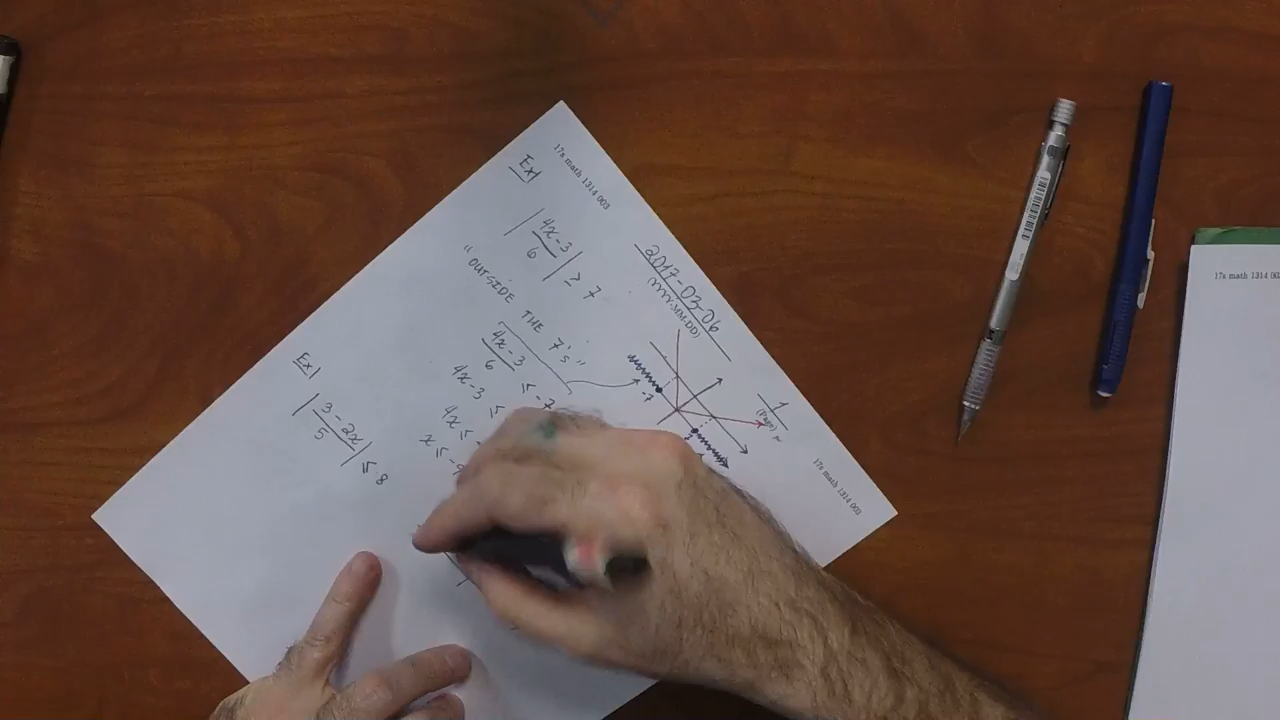 17s math 1314 003
Ex|
|4x-3/6| ≥ 7
2017-03-06
(YYYY-MM-DD)
"OUTSIDE THE 7's"
4x-3/6 ≤ -7
4x-3 ≤
4x ≤
x ≤ -9
-7
1
(Page)
17s math 1314 003
Ex|
|3-2x/5| ≤ 8
17s math 1314 00